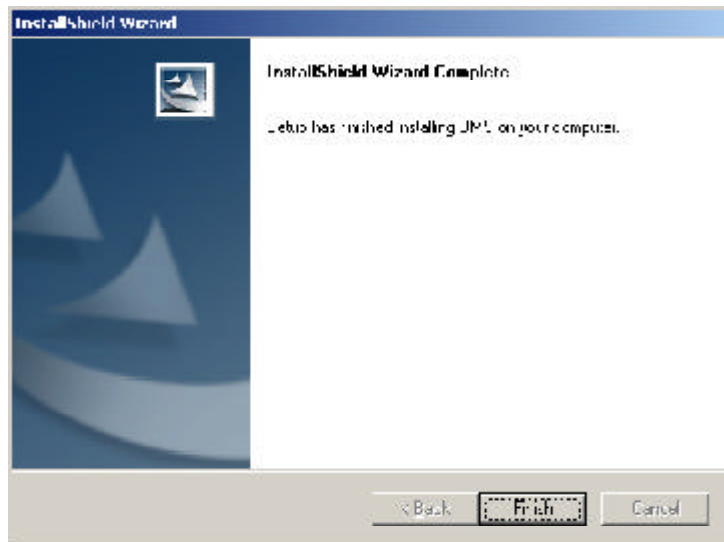 InstallShield Wizard
InstallShield Wizard Complete
Setup has finished installing on your computer.
< Back
Finish
Cancel